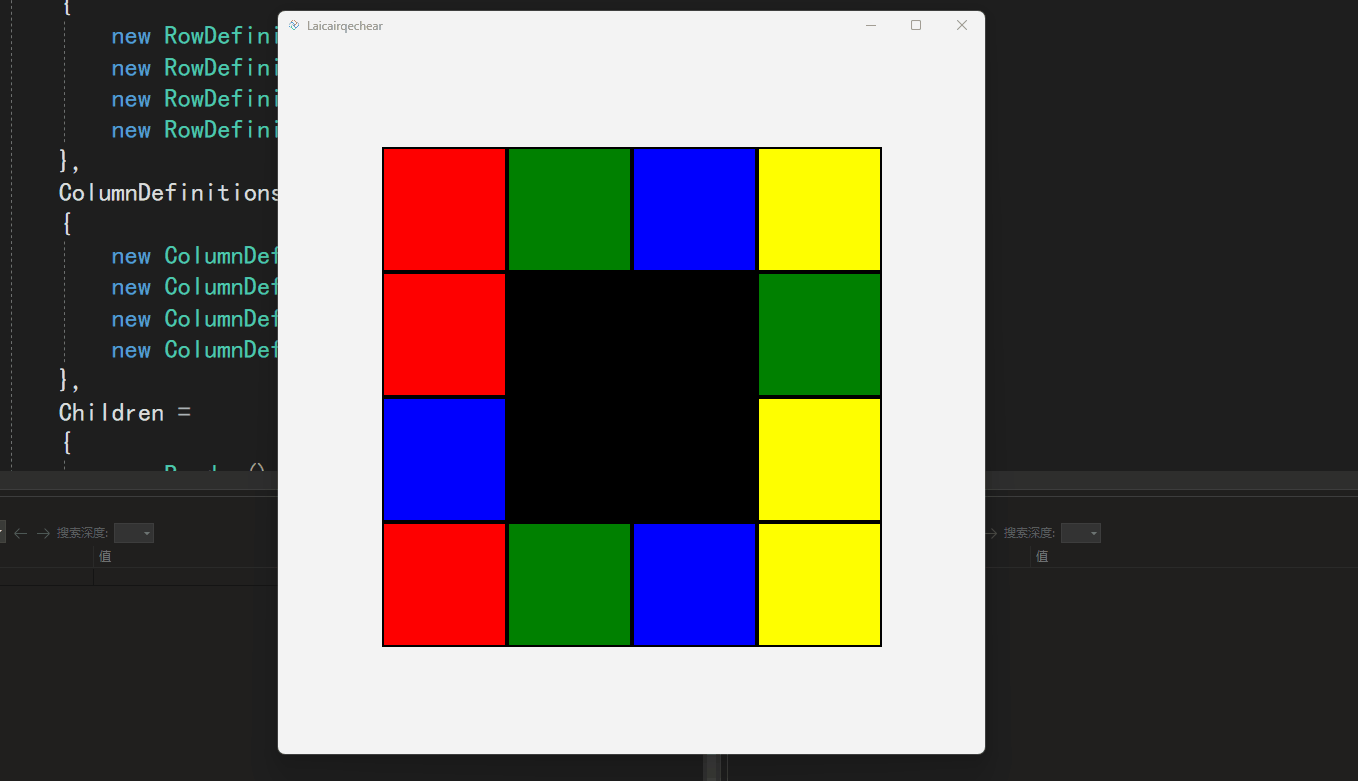 {
new RowDefini
new RowDefini
new RowDefini
new RowDefini
},
ColumnDefinitions
{
new ColumnDef
new ColumnDef
new ColumnDef
new ColumnDef
},
Children =
{
Laicairqechear
搜索深度:
值
搜索深度:
值